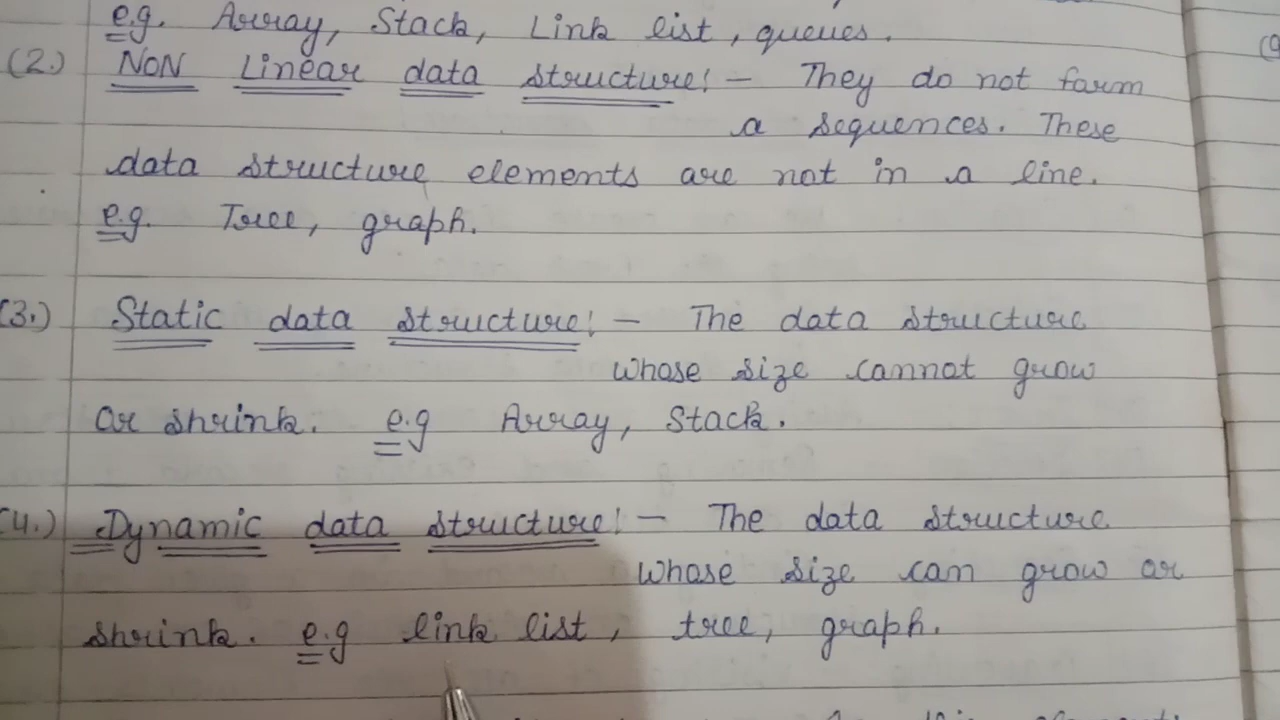 e.g. Array, Stack, Link list, queues.
(2.) NON Linear data structure:- They do not form
a sequences. These
data structure elements are not in a line.
e.g. Tree, graph.
(3.) Static data structure:- The data structure
whose size cannot grow
or shrink. e.g Array, Stack.
(4.) Dynamic data structure:- The data structure
whose size can grow or
shrink. e.g link list, tree, graph.